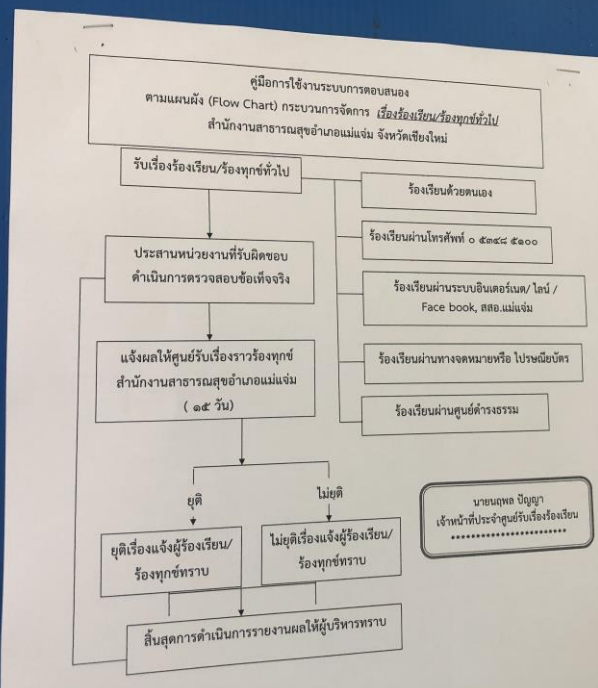 คู่มือการใช้งานระบบการตอบสนอง
ตามแผนผัง (Flow Chart) กระบวนการจัดการ เรื่องร้องเรียน/ร้องทุกข์ทั่วไป
สำนักงานสาธารณสุขอำเภอแม่แจ่ม จังหวัดเชียงใหม่
รับเรื่องร้องเรียน/ร้องทุกข์ทั่วไป
ร้องเรียนด้วยตนเอง
ร้องเรียนผ่านโทรศัพท์ ๐ ๕๓๔๘ ๕๑๐๐
ประสานหน่วยงานที่รับผิดชอบ
ดำเนินการตรวจสอบข้อเท็จจริง
ร้องเรียนผ่านระบบอินเตอร์เนต/ ไลน์ /
Face book, สสอ.แม่แจ่ม
แจ้งผลให้ศูนย์รับเรื่องราวร้องทุกข์
สำนักงานสาธารณสุขอำเภอแม่แจ่ม
( ๑๕ วัน)
ร้องเรียนผ่านทางจดหมายหรือ ไปรษณียบัตร
ร้องเรียนผ่านศูนย์ดำรงธรรม
ยุติ
ไม่ยุติ
ยุติเรื่องแจ้งผู้ร้องเรียน/
ร้องทุกข์ทราบ
ไม่ยุติเรื่องแจ้งผู้ร้องเรียน/
ร้องทุกข์ทราบ
นายนฤพล ปัญญา
เจ้าหน้าที่ประจำศูนย์รับเรื่องร้องเรียน
************************
สิ้นสุดการดำเนินการรายงานผลให้ผู้บริหารทราบ